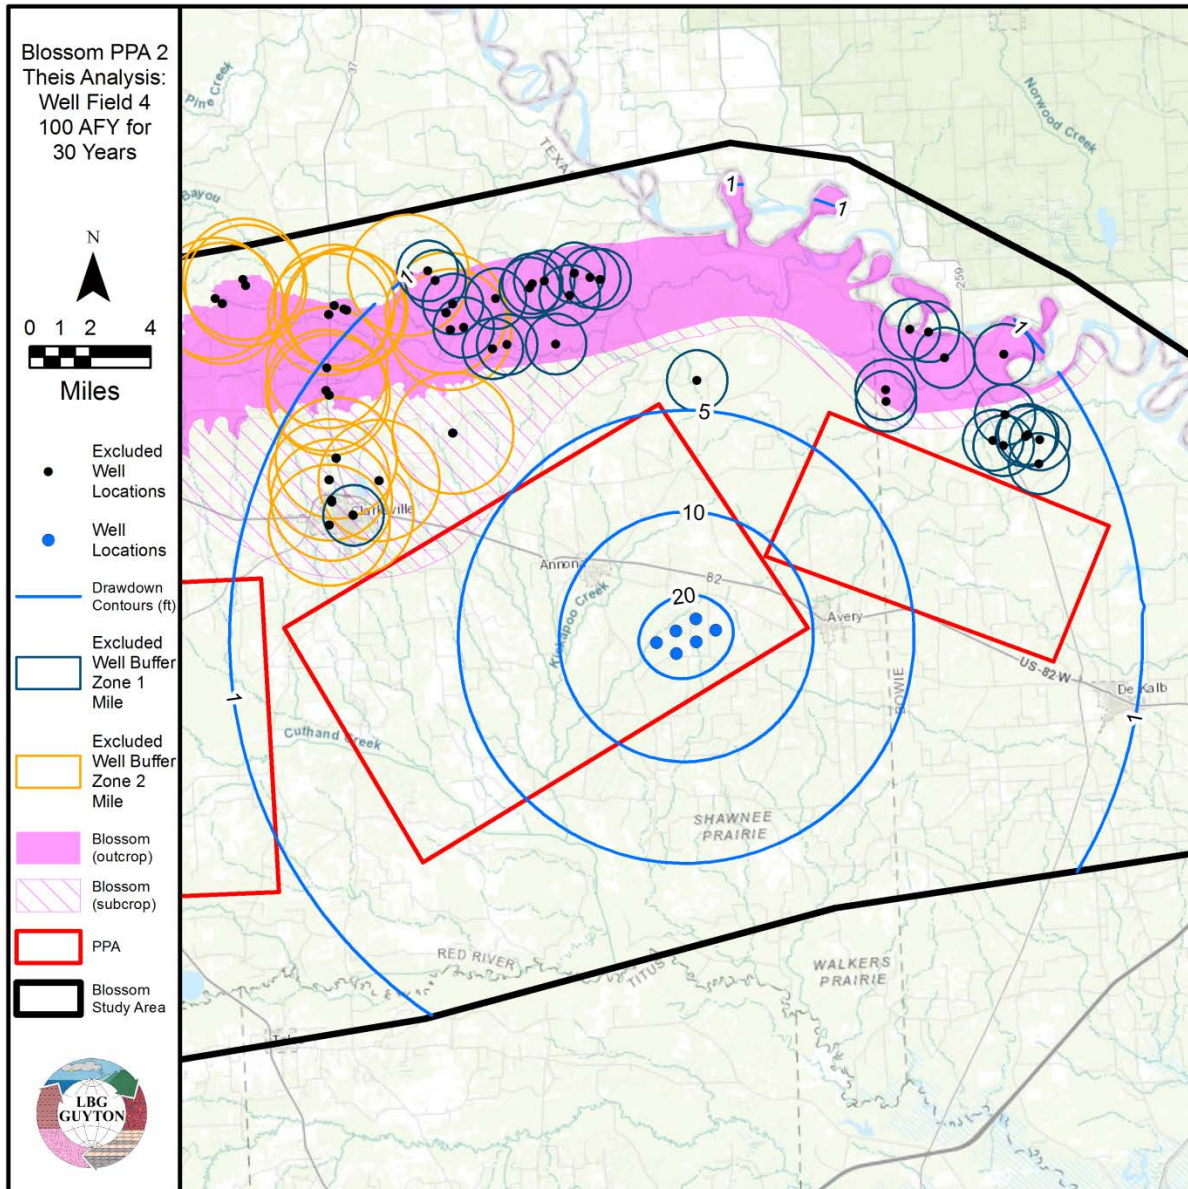 Blossom PPA 2
Theis Analysis:
Well Field 4
100 AFY for
30 Years
N
0 1 2 4
Miles
Excluded
Well
Locations
Well
Locations
Drawdown
Contours (ft)
Excluded
Well Buffer
Zone 1
Mile
Excluded
Well Buffer
Zone 2
Mile
Blossom
(outcrop)
Blossom
(subcrop)
PPA
Blossom
Study Area
LBG
GUYTON
Pine Creek
37
TEXAS
Norwood Creek
Bayou
1
1
1
259
1
5
10
Annona
82
20
Kickapoo Creek
Avery
US-82-W
BOWIE
De Kalb
1
1
Cuthand Creek
SHAWNEE
PRAIRIE
RED RIVER
TITUS
WALKERS
PRAIRIE